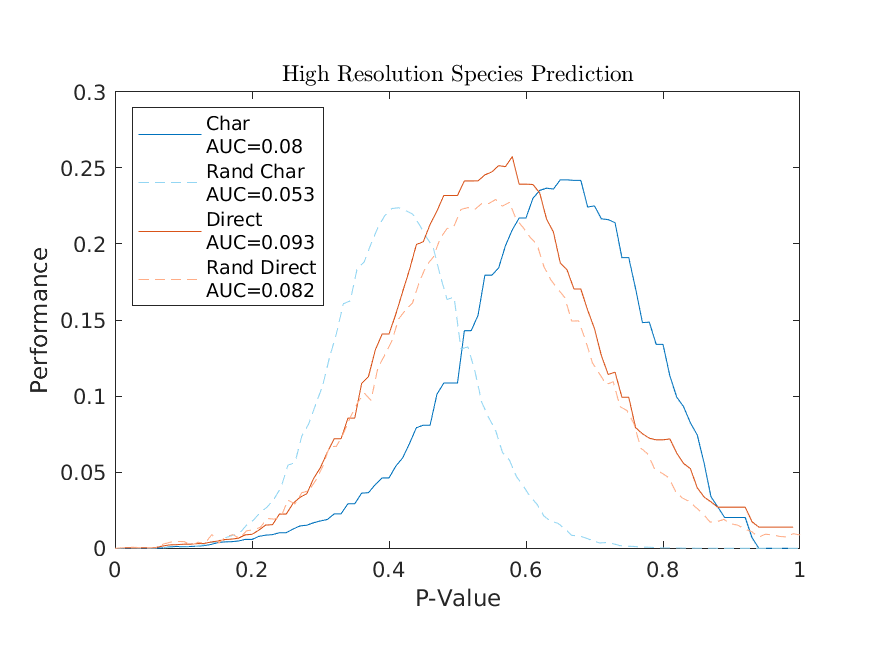 High Resolution Species Prediction
0.3
0.25
0.2
0.15
0.1
0.05
0
Performance
Char
AUC=0.08
Rand Char
AUC=0.053
Direct
AUC=0.093
Rand Direct
AUC=0.082
0 0.2 0.4 0.6 0.8 1
P-Value